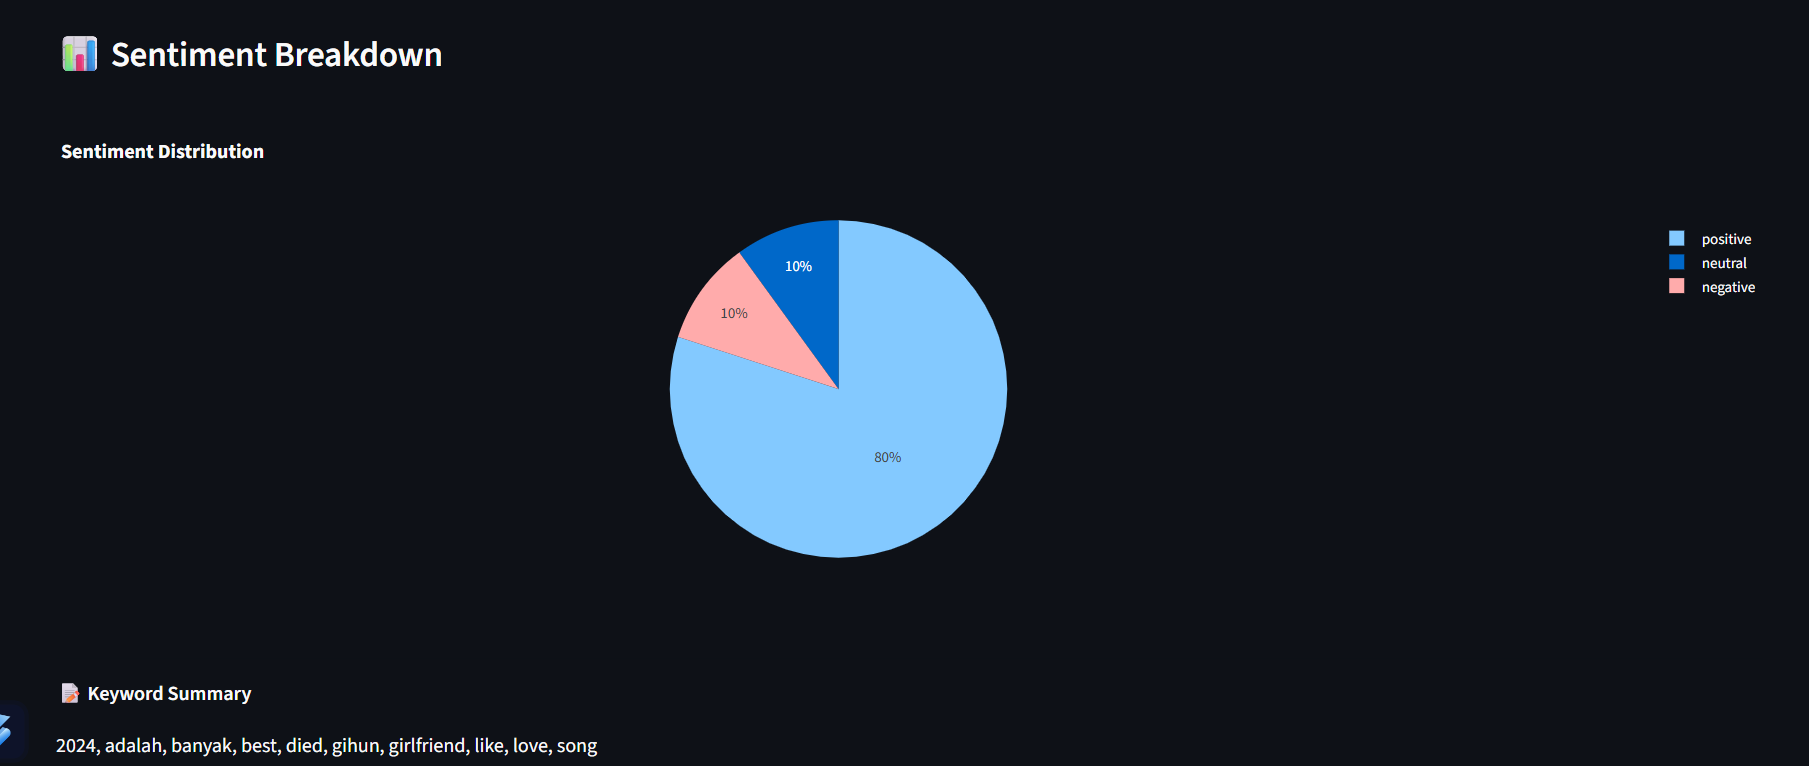 Sentiment Breakdown
Sentiment Distribution
positive
neutral
negative
10%
10%
80%
Keyword Summary
2024, adalah, banyak, best, died, gihun, girlfriend, like, love, song